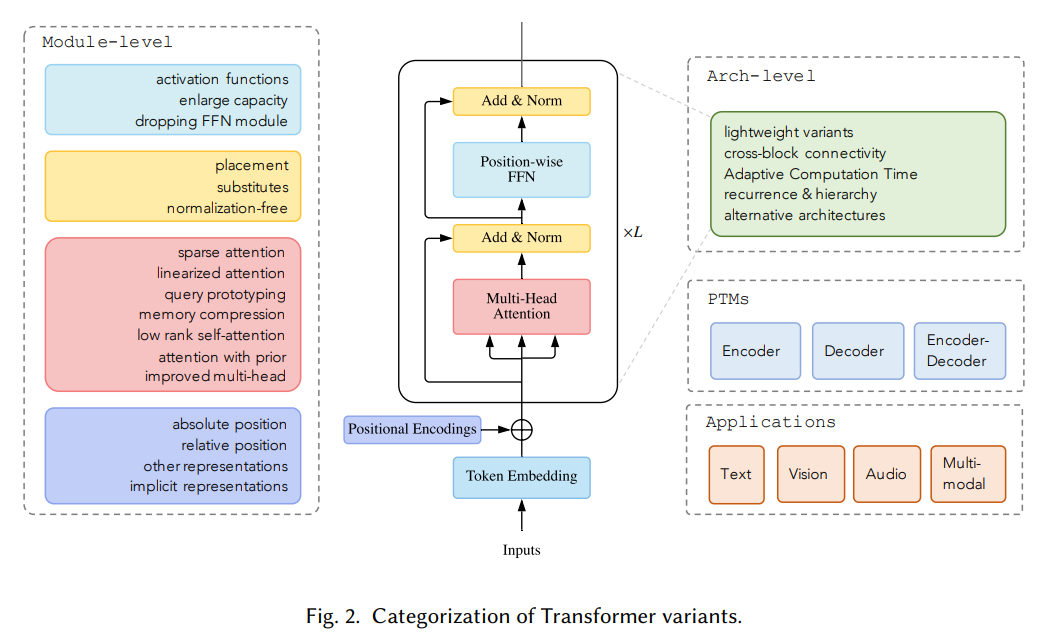 Module-level
activation functions
enlarge capacity
dropping FFN module
placement
substitutes
normalization-free
sparse attention
linearized attention
query prototyping
memory compression
low rank self-attention
attention with prior
improved multi-head
absolute position
relative position
other representations
implicit representations
Add & Norm
Position-wise
FFN
Add & Norm
Multi-Head
Attention
×L
Positional Encodings
Token Embedding
Inputs
Arch-level
lightweight variants
cross-block connectivity
Adaptive Computation Time
recurrence & hierarchy
alternative architectures
PTMs
Encoder
Decoder
Encoder-
Decoder
Applications
Text
Vision
Audio
Multi-
modal
Fig. 2. Categorization of Transformer variants.